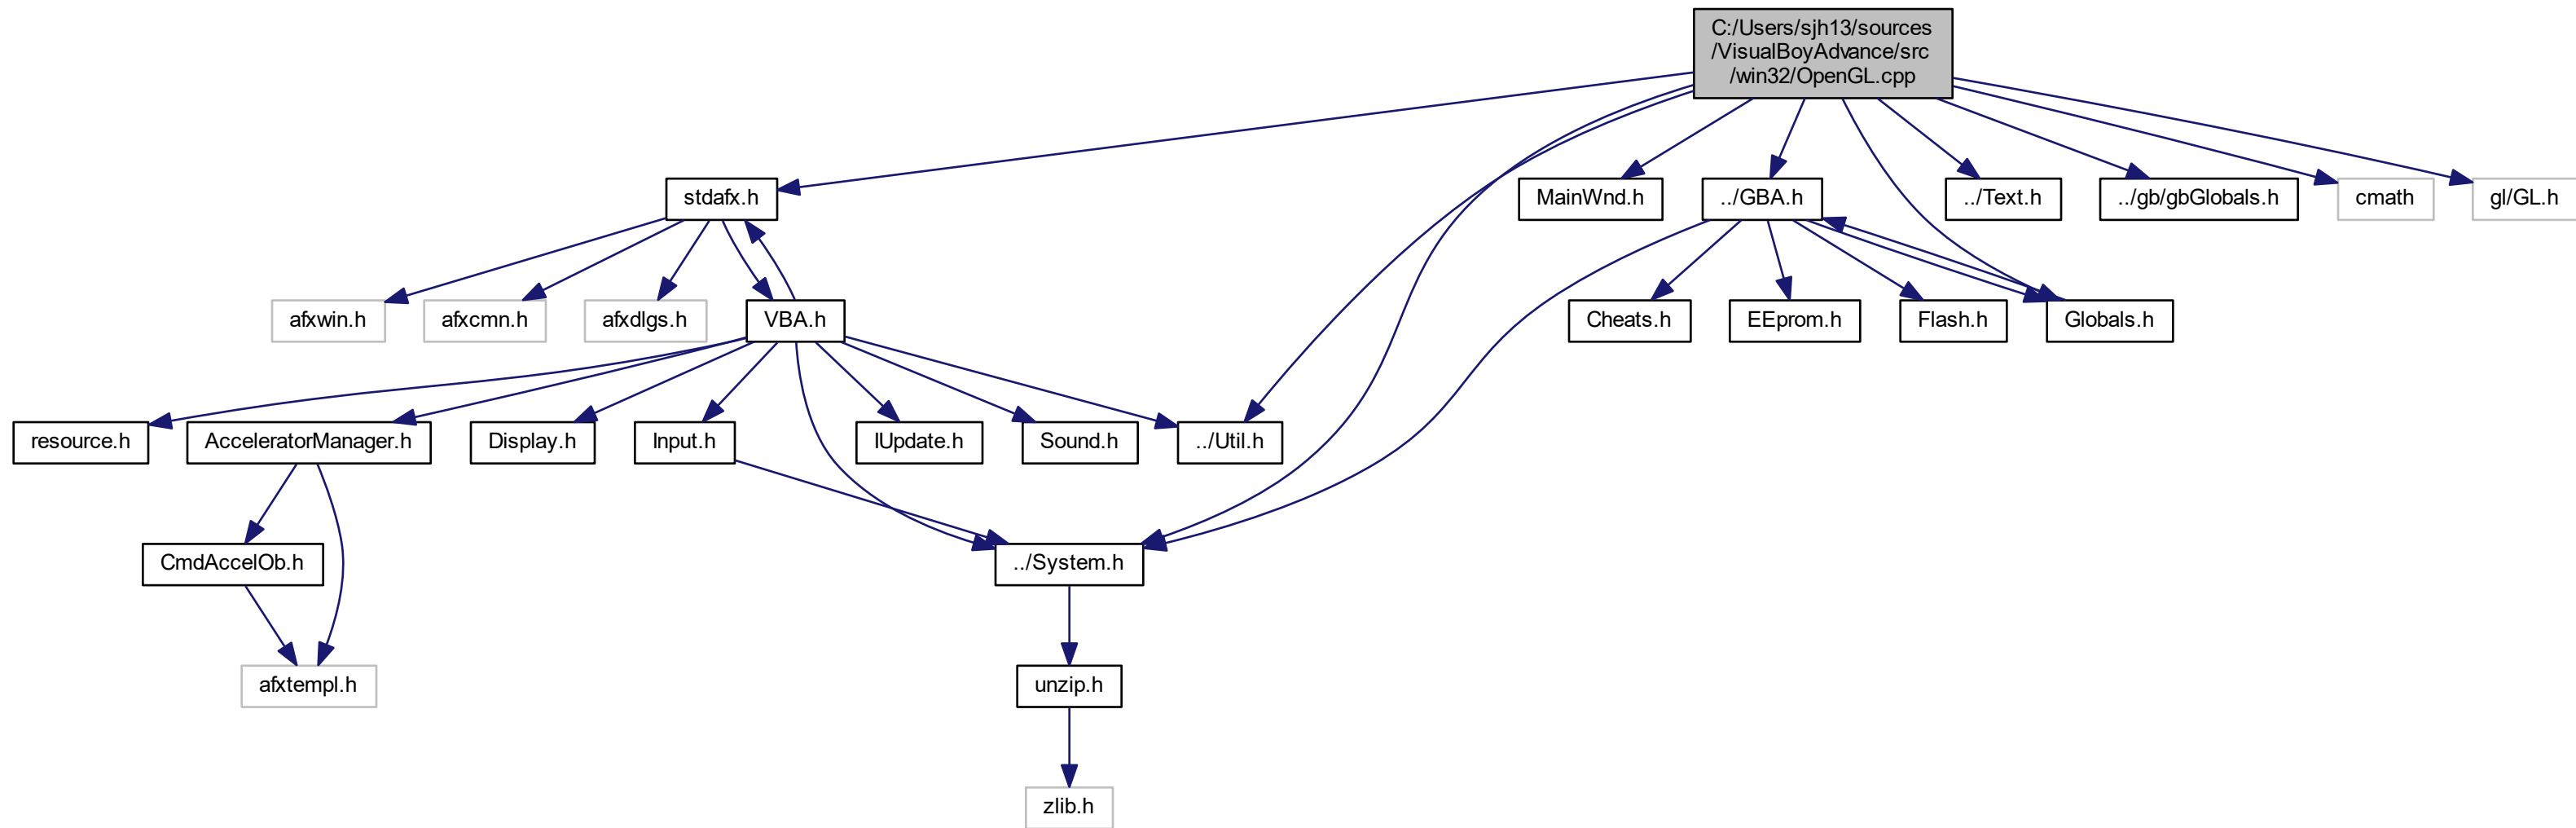 C:/Users/sjh13/sources
/VisualBoyAdvance/src
/win32/OpenGL.cpp
stdafx.h
MainWnd.h
../GBA.h
../Text.h
../gb/gbGlobals.h
cmath
gl/GL.h
afxwin.h
afxcmn.h
afxdlgs.h
VBA.h
Cheats.h
EEprom.h
Flash.h
Globals.h
resource.h
AcceleratorManager.h
Display.h
Input.h
IUpdate.h
Sound.h
../Util.h
CmdAccelOb.h
../System.h
afxtempl.h
unzip.h
zlib.h